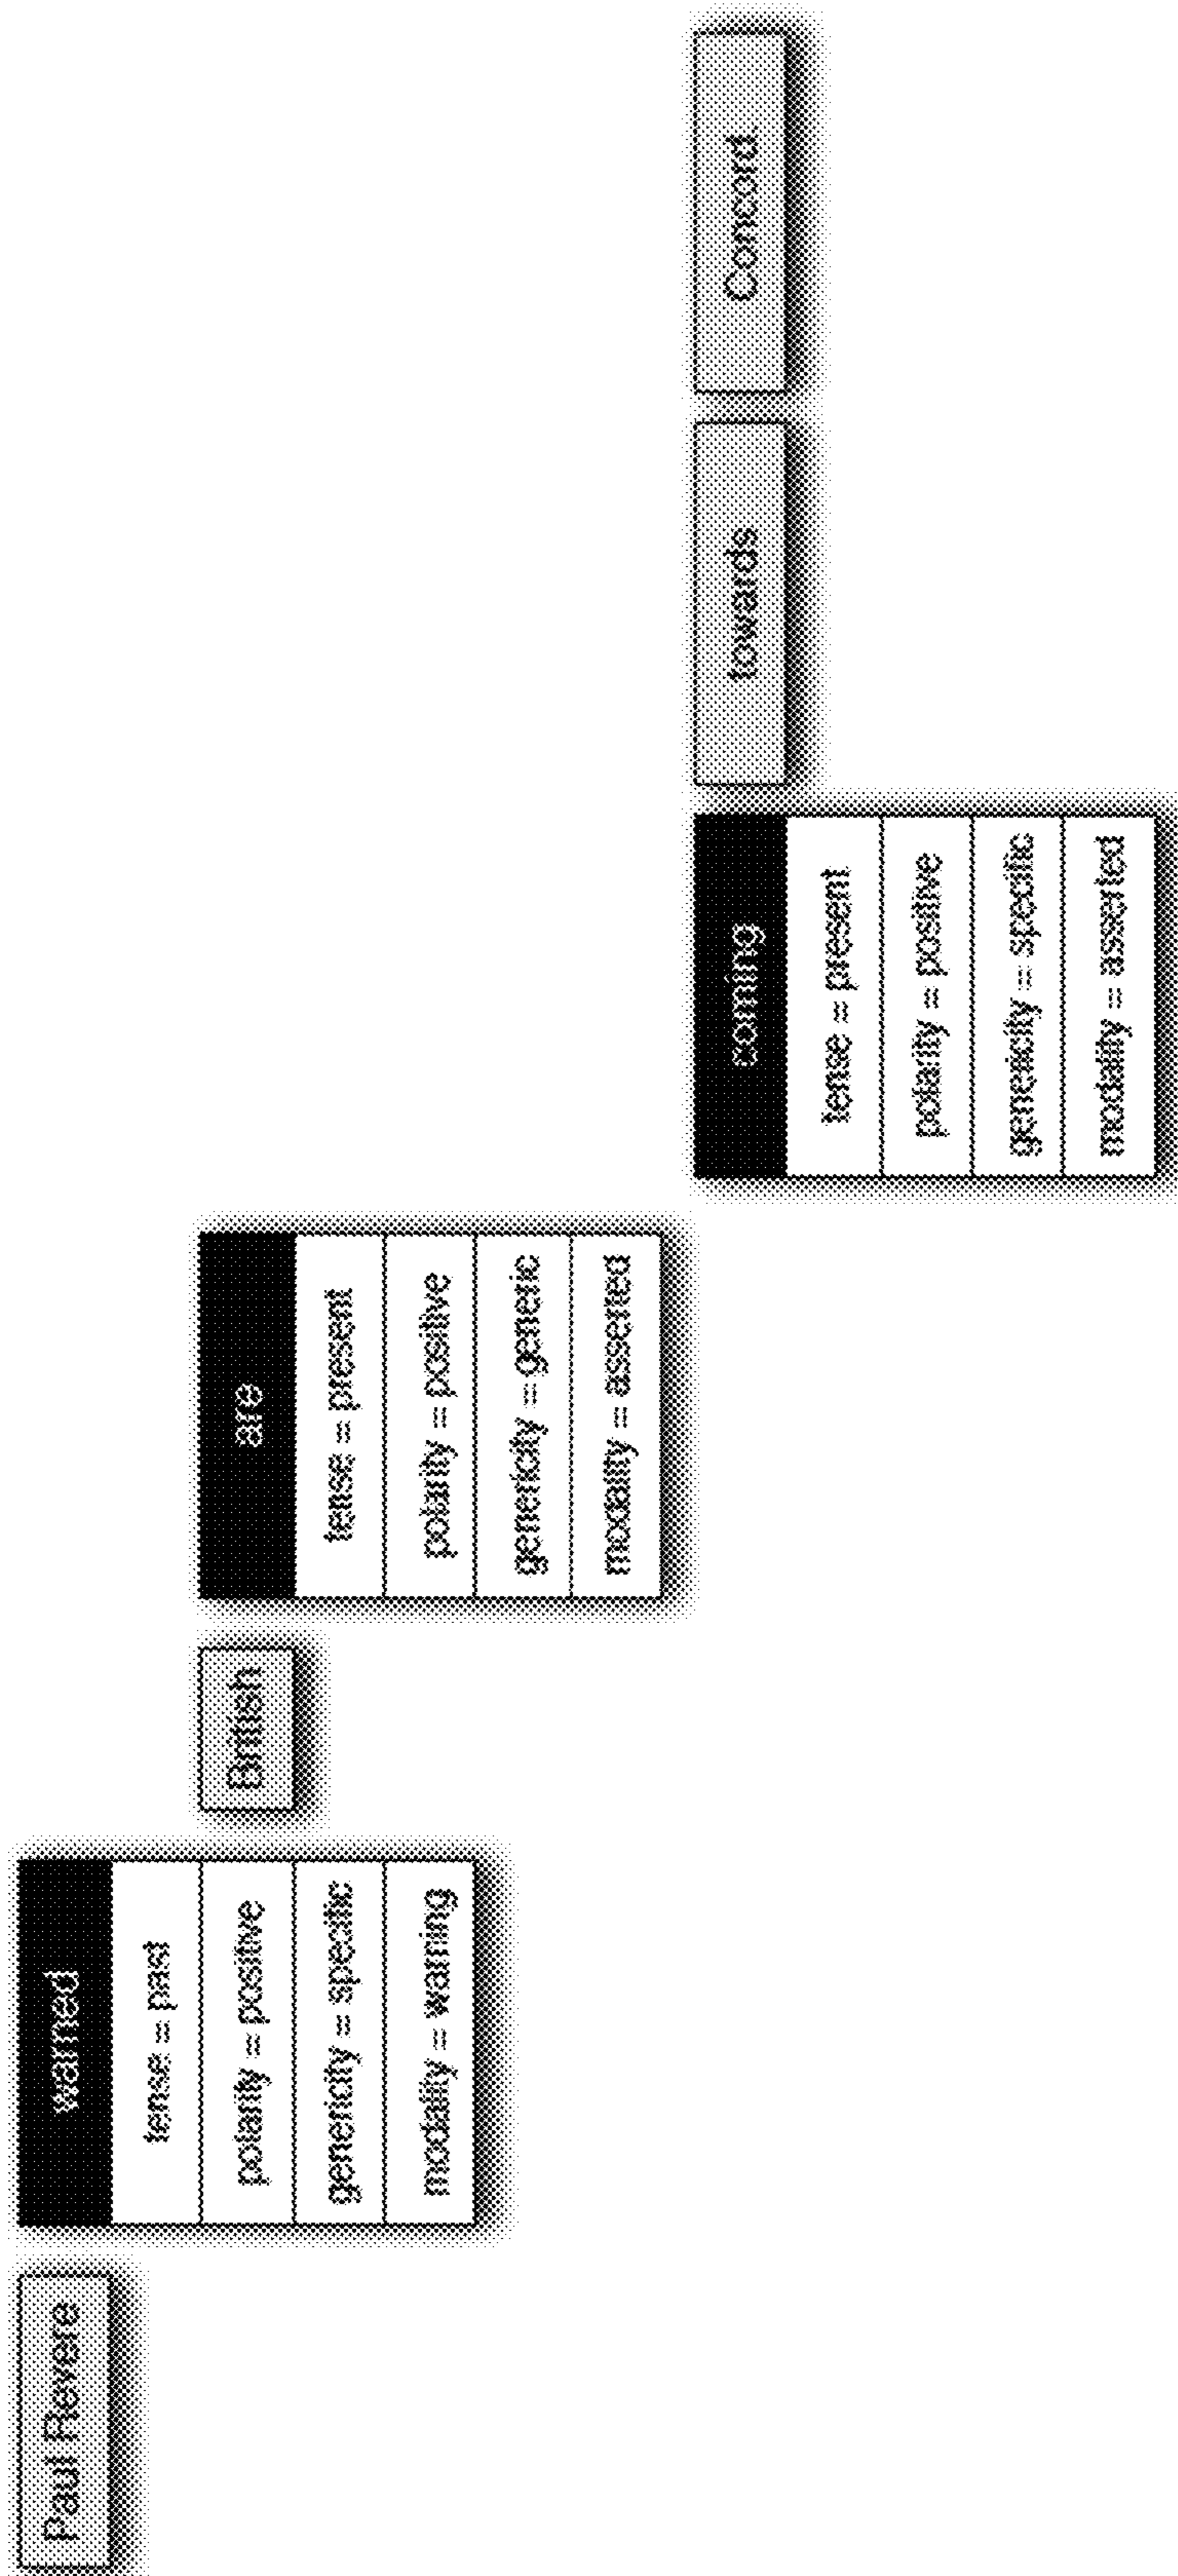 Paul Revere
warned
tense = past
polarity = positive
genericity = specific
modality = warning
British
are
tense = present
polarity = positive
genericity = generic
modality = asserted
coming
tense = present
polarity = positive
genericity = specific
modality = asserted
towards
Concord